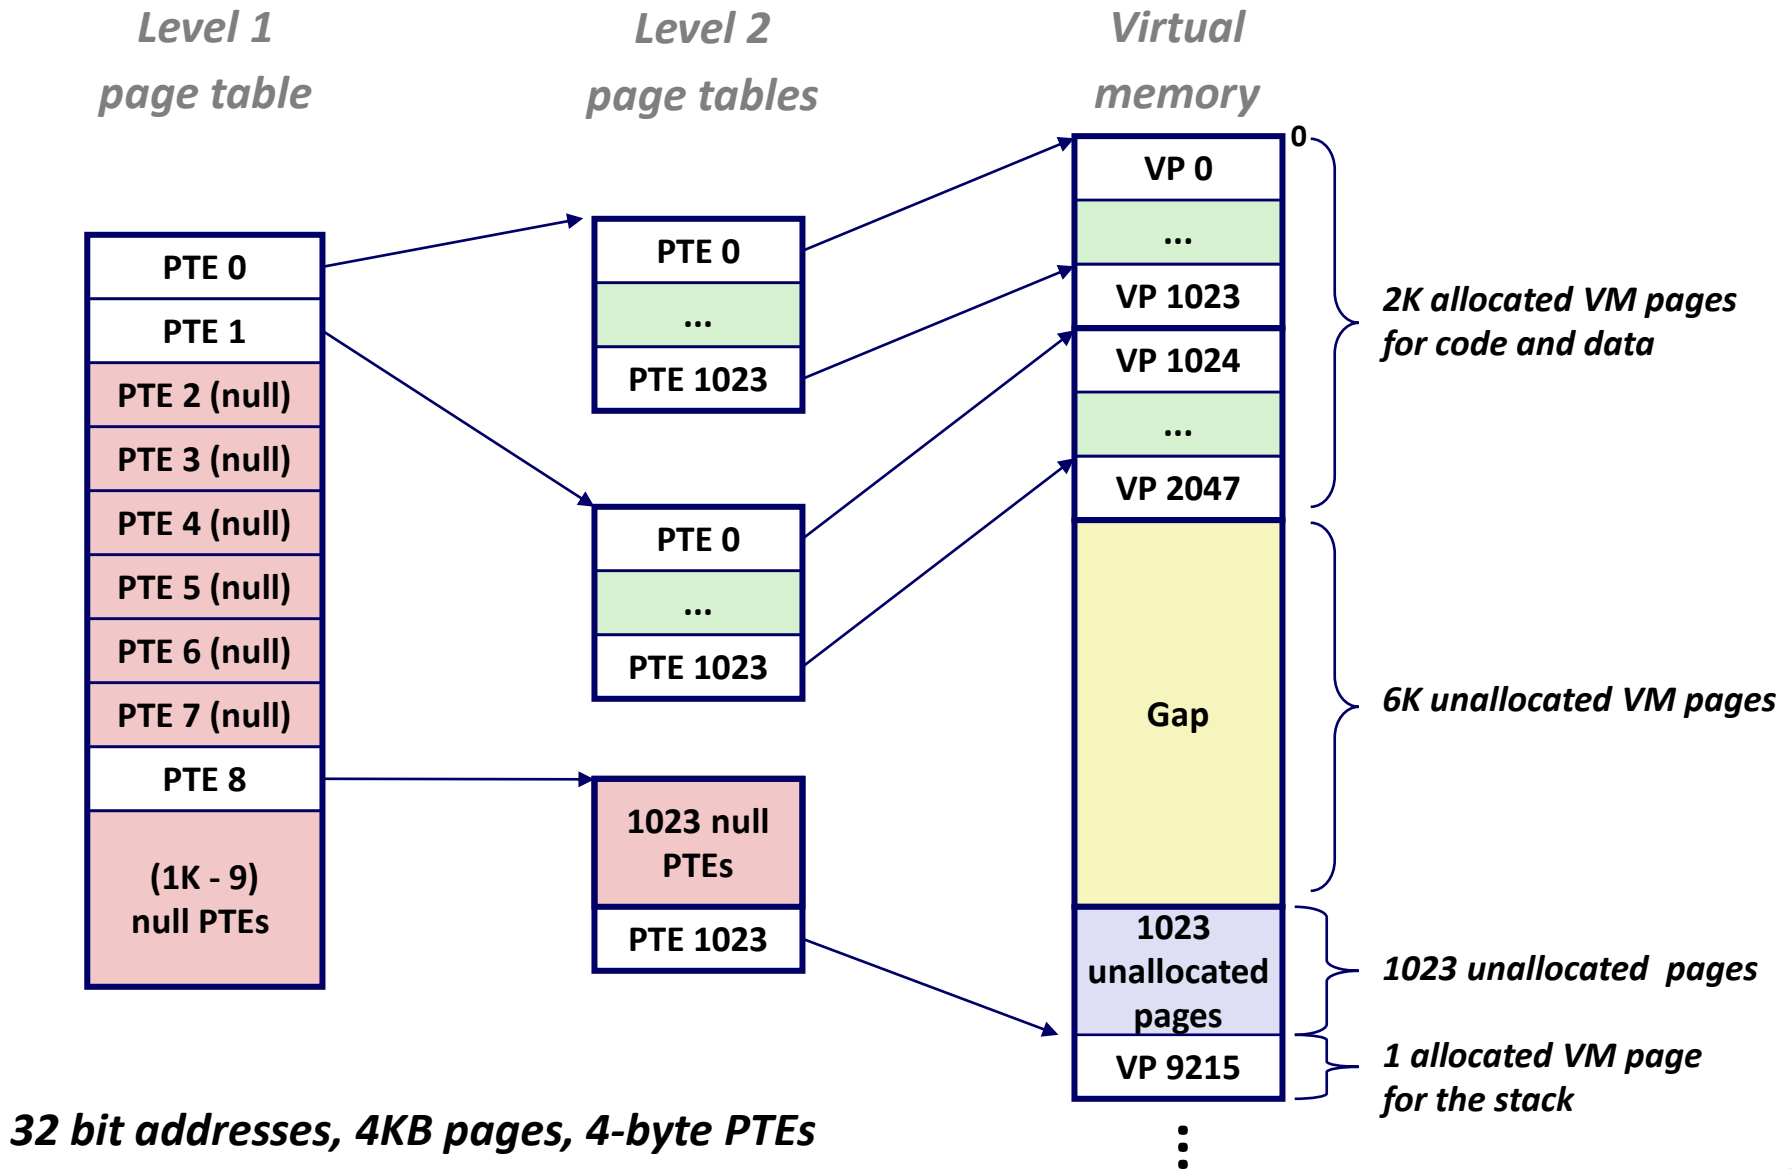 Level 1
page table
Level 2
page tables
Virtual
memory
PTE 0
PTE 1
PTE 2 (null)
PTE 3 (null)
PTE 4 (null)
PTE 5 (null)
PTE 6 (null)
PTE 7 (null)
PTE 8
(1K - 9)
null PTEs
PTE 0
...
PTE 1023
PTE 0
...
PTE 1023
1023 null
PTEs
PTE 1023
0
VP 0
...
VP 1023
VP 1024
...
VP 2047
Gap
1023
unallocated
pages
VP 9215
...
2K allocated VM pages
for code and data
6K unallocated VM pages
1023 unallocated  pages
1 allocated VM page
for the stack
32 bit addresses, 4KB pages, 4-byte PTEs